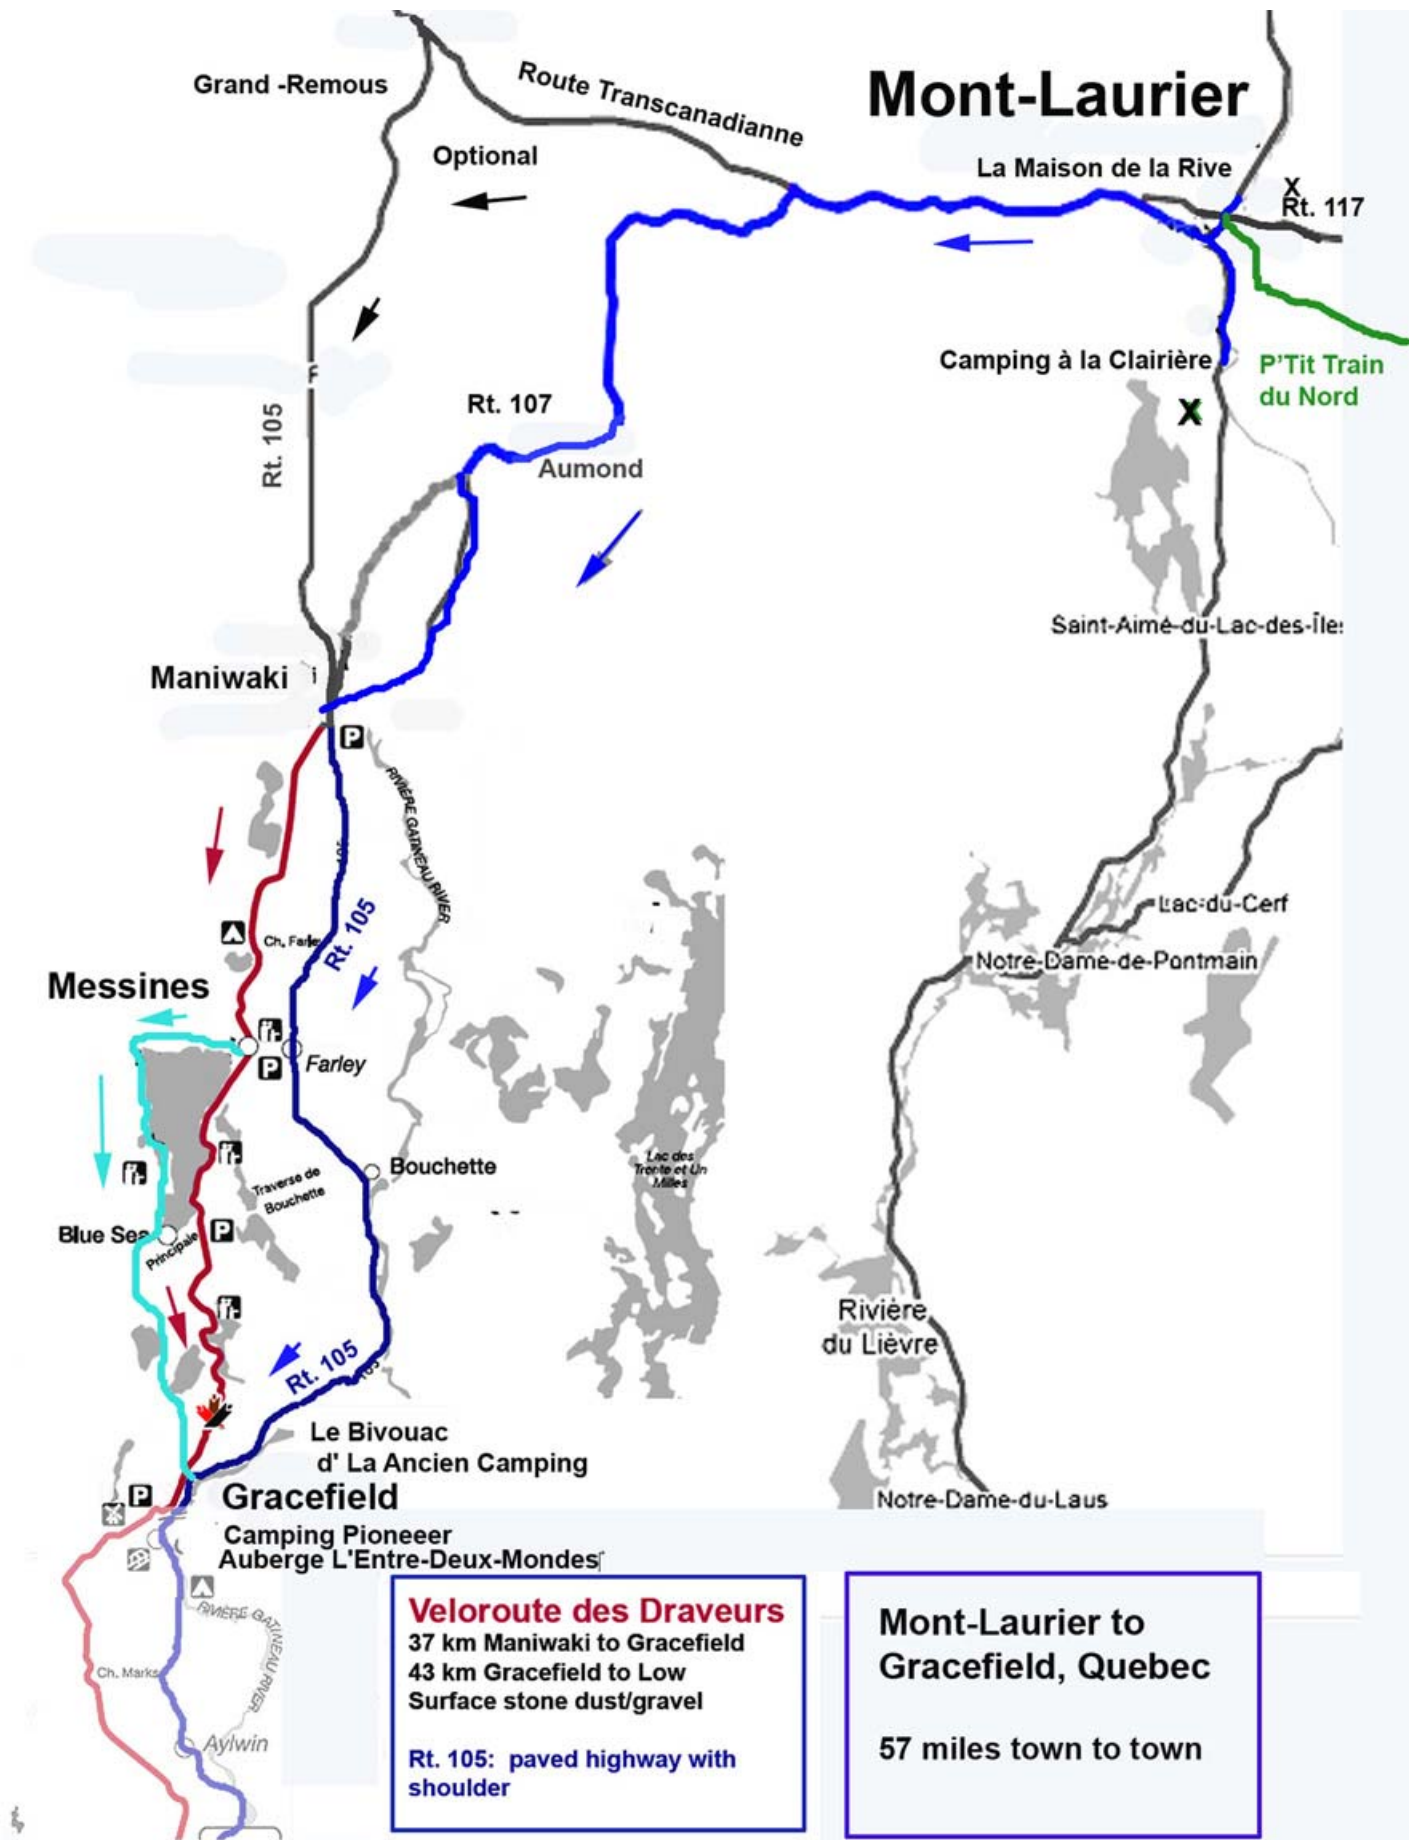 Grand -Remous
Route Transcanadianne
Mont-Laurier
Optional
La Maison de la Rive
X
Rt. 117
Camping à la Clairière
P'Tit Train
du Nord
X
Rt. 105
Rt. 107
Aumond
Saint-Aimé-du-Lac-des-Îles
Maniwaki
i
P
RIVIÈRE GATINEAU RIVER
105
Rt. 105
Ch. Farley
Lac-du-Cerf
Notre-Dame-de-Pontmain
Messines
P
Farley
Bouchette
Lac des
Trente et Un
Milles
Traverse de
Bouchette
Blue Sea
Principale
P
Rivière
du Lièvre
Rt. 105
105
Le Bivouac
d' La Ancien Camping
P
Gracefield
Notre-Dame-du-Laus
Camping Pioneeer
Auberge L'Entre-Deux-Mondes
RIVIÈRE GATINEAU RIVER
Ch. Marks
Aylwin
Veloroute des Draveurs
37 km Maniwaki to Gracefield
43 km Gracefield to Low
Surface stone dust/gravel
Rt. 105: paved highway with
shoulder
Mont-Laurier to
Gracefield, Quebec
57 miles town to town